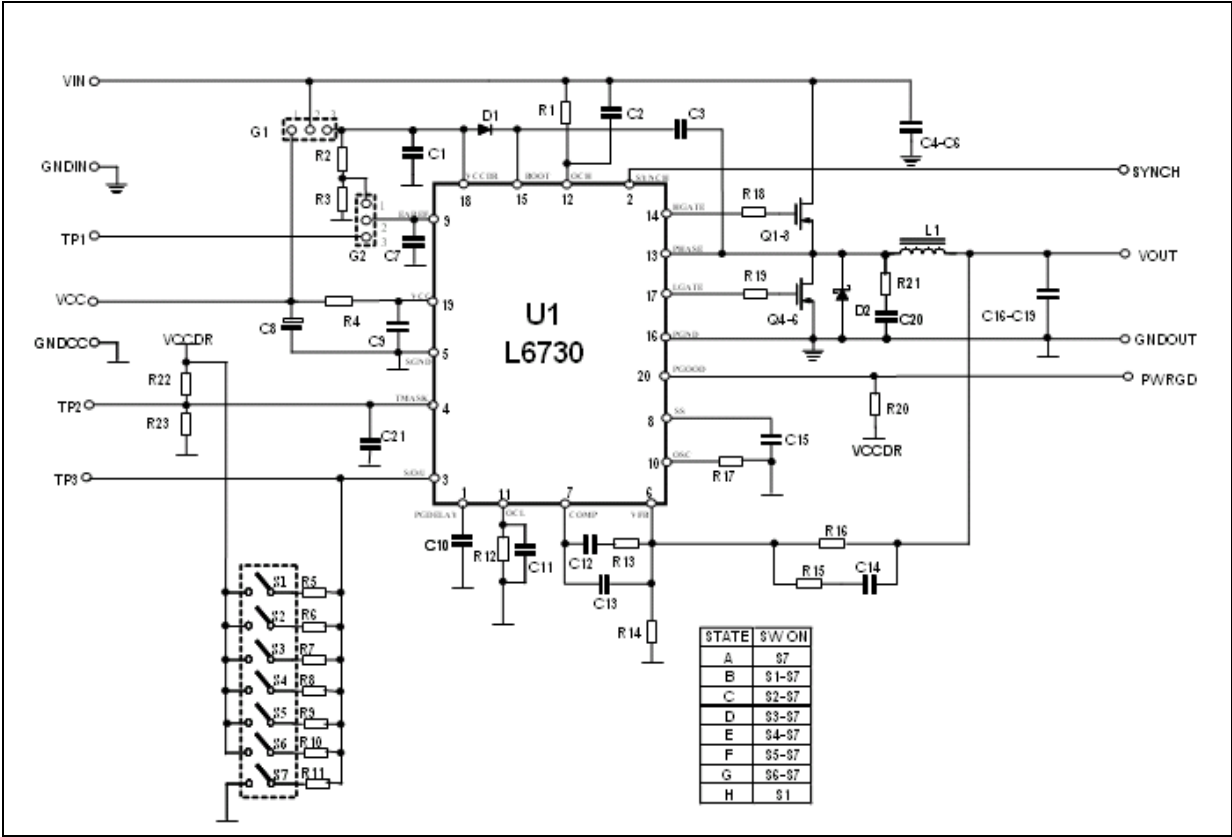 VIN
G1
1 2 3
D1
R1
C2
C3
C4-C6
GNDIN
R2
C1
SYNCH
R3
1
2
3
G2
TP1
C7
VCCDR
18
BOOT
15
OCH
12
SYNCH
2
9
HGATE
14
R18
Q1-3
PHASE
13
L1
VOUT
LGATE
17
R19
Q4-6
D2
R21
C20
C16-C19
VCC
R4
VCC
19
C8
C9
GNDCC
SGND
5
U1
L6730
PGND
16
GNDOUT
VCCDR
R22
R23
PGOOD
20
PWRGD
R20
VCCDR
TP2
TMASK
4
C21
SS
8
C15
OSC
10
R17
TP3
S/O/U
3
1
PGDELAY
C10
11
OCL
R12
C11
7
COMP
6
VFB
C12
R13
C13
R14
R16
R15
C14
S1 R5
S2 R6
S3 R7
S4 R8
S5 R9
S6 R10
S7 R11
STATE SW ON
A S7
B S1-S7
C S2-S7
D S3-S7
E S4-S7
F S5-S7
G S6-S7
H S1